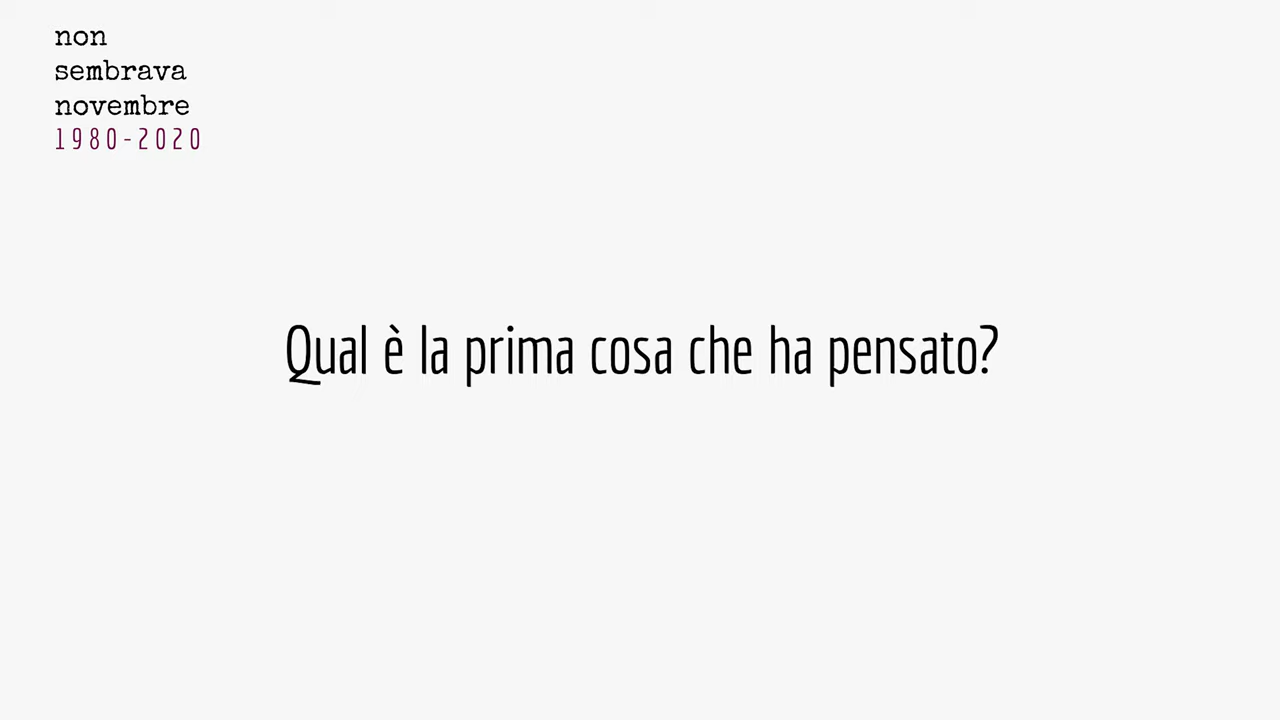 non
sembrava
novembre
1980-2020
Qual è la prima cosa che ha pensato?